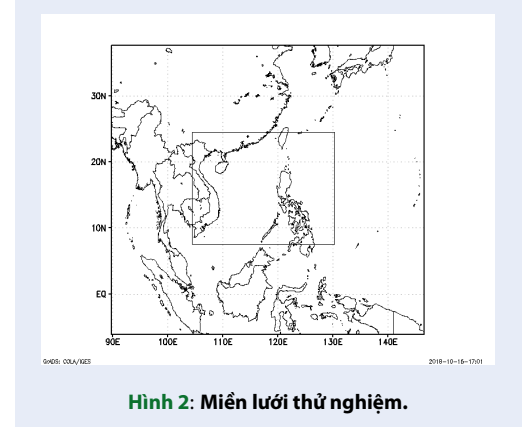 30N
20N
10N
EQ
90E 100E 110E 120E 130E 140E
GrADS: COLA/IGES 2018-10-16-17:01
Hình 2: Miền lưới thử nghiệm.